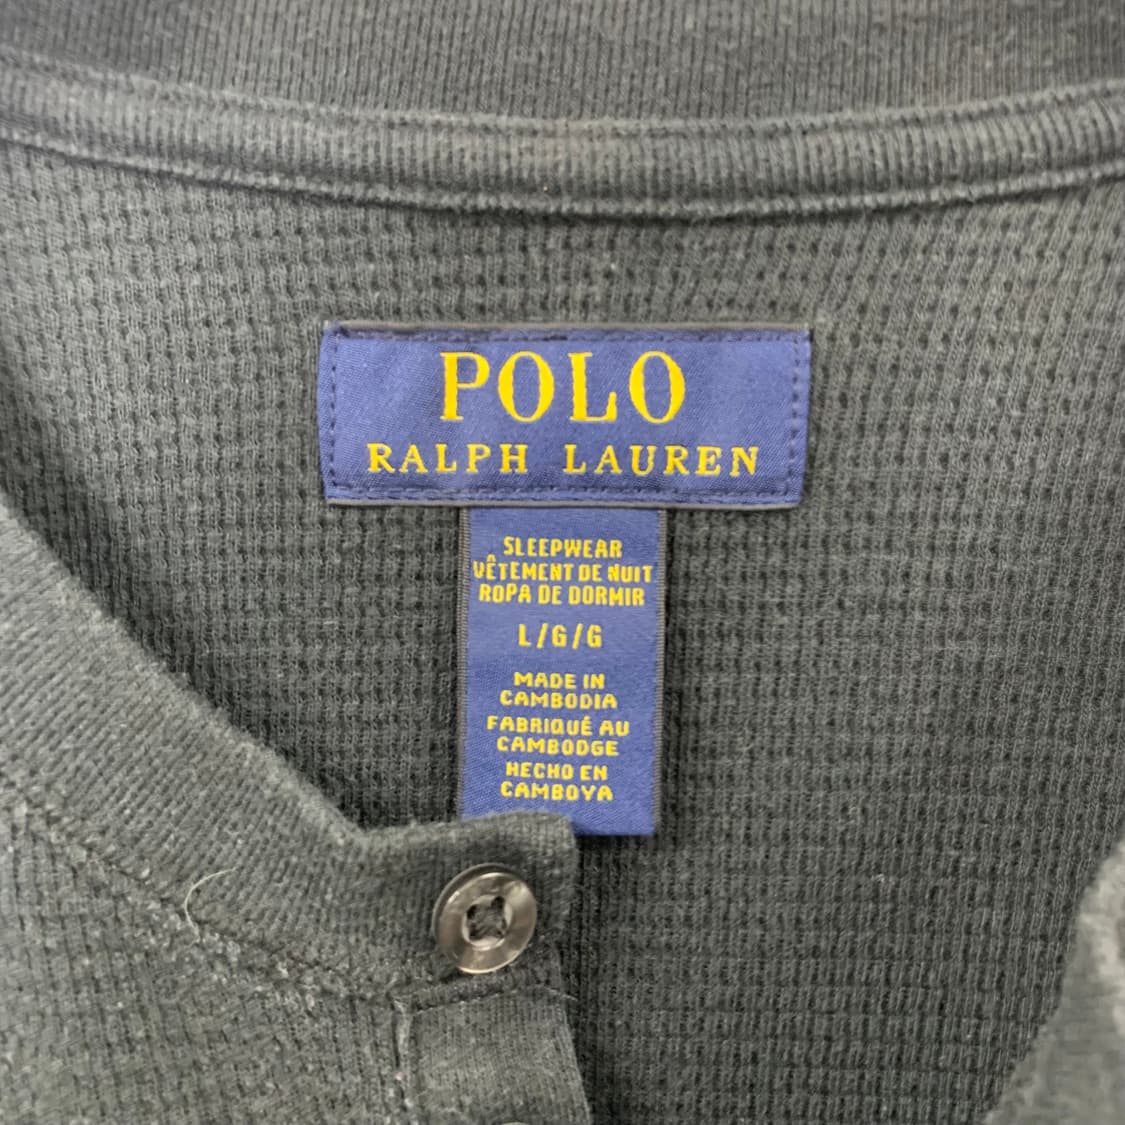 POLO
RALPH LAUREN
SLEEPWEAR
VÊTEMENT DE NUIT
ROPA DE DORMIR
L/G/G
MADE IN
CAMBODIA
FABRIQUÉ AU
CAMBODGE
HECHO EN
CAMBOYA